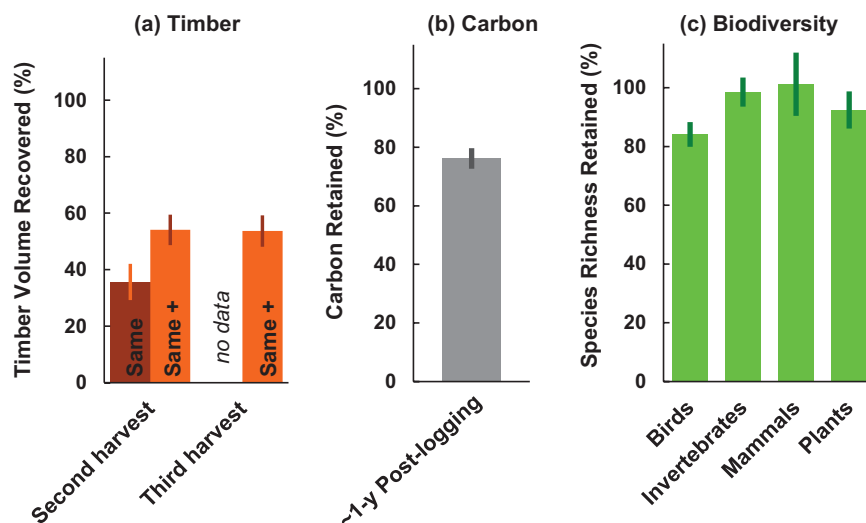 (a) Timber
Timber Volume Recovered (%)
100
80
60
40
20
0
Same
Same +
no data
Same +
Second harvest
Third harvest
(b) Carbon
Carbon Retained (%)
100
80
60
40
20
0
~1-y Post-logging
(c) Biodiversity
Species Richness Retained (%)
100
80
60
40
20
0
Birds
Invertebrates
Mammals
Plants